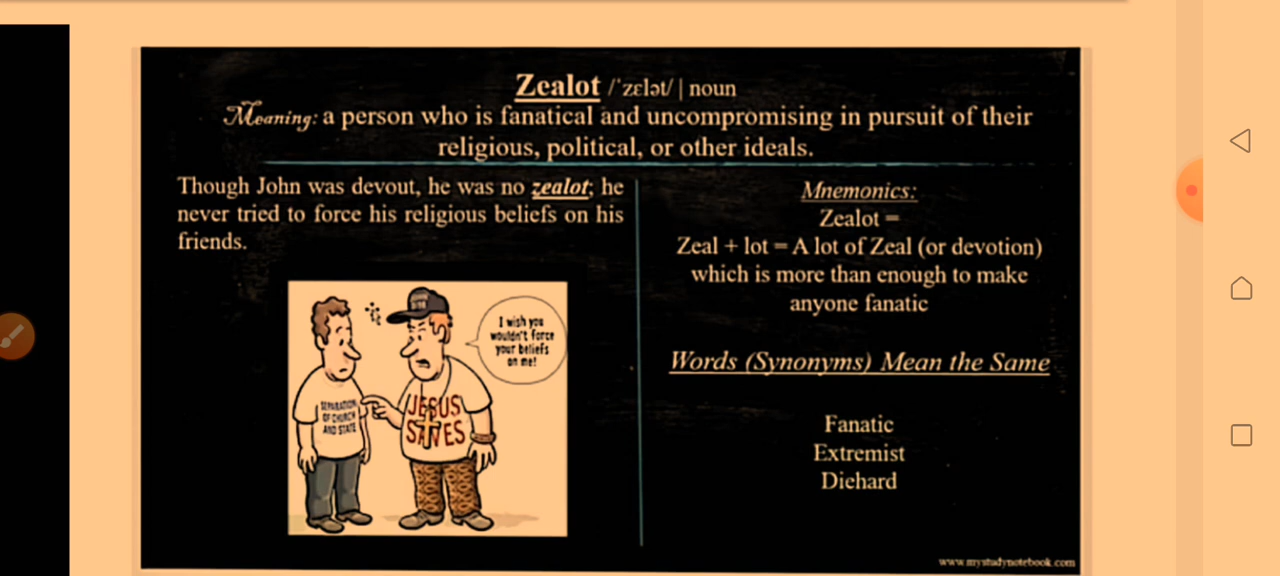 Zealot /ˈzɛlət/ | noun
Meaning: a person who is fanatical and uncompromising in pursuit of their
religious, political, or other ideals.
Though John was devout, he was no zealot; he
never tried to force his religious beliefs on his
friends.
I wish you
wouldn't force
your beliefs
on me!
SEPARATION
OF CHURCH
AND STATE
JESUS
SAVES
Mnemonics:
Zealot =
Zeal + lot = A lot of Zeal (or devotion)
which is more than enough to make
anyone fanatic
Words (Synonyms) Mean the Same
Fanatic
Extremist
Diehard
www.mystudynotebook.com